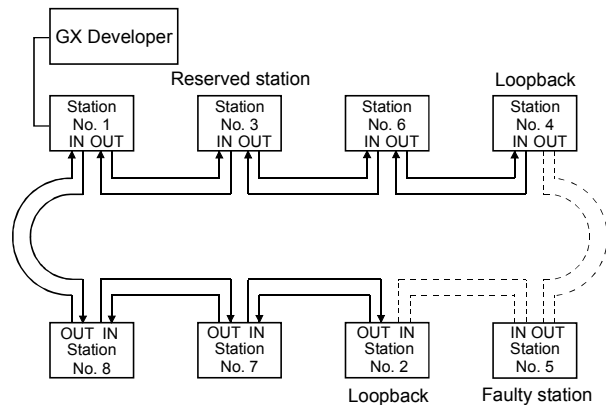 GX Developer
Reserved station
Loopback
Station
No. 1
IN OUT
Station
No. 3
IN OUT
Station
No. 6
IN OUT
Station
No. 4
IN OUT
OUT IN
Station
No. 8
OUT IN
Station
No. 7
OUT IN
Station
No. 2
IN OUT
Station
No. 5
Loopback
Faulty station